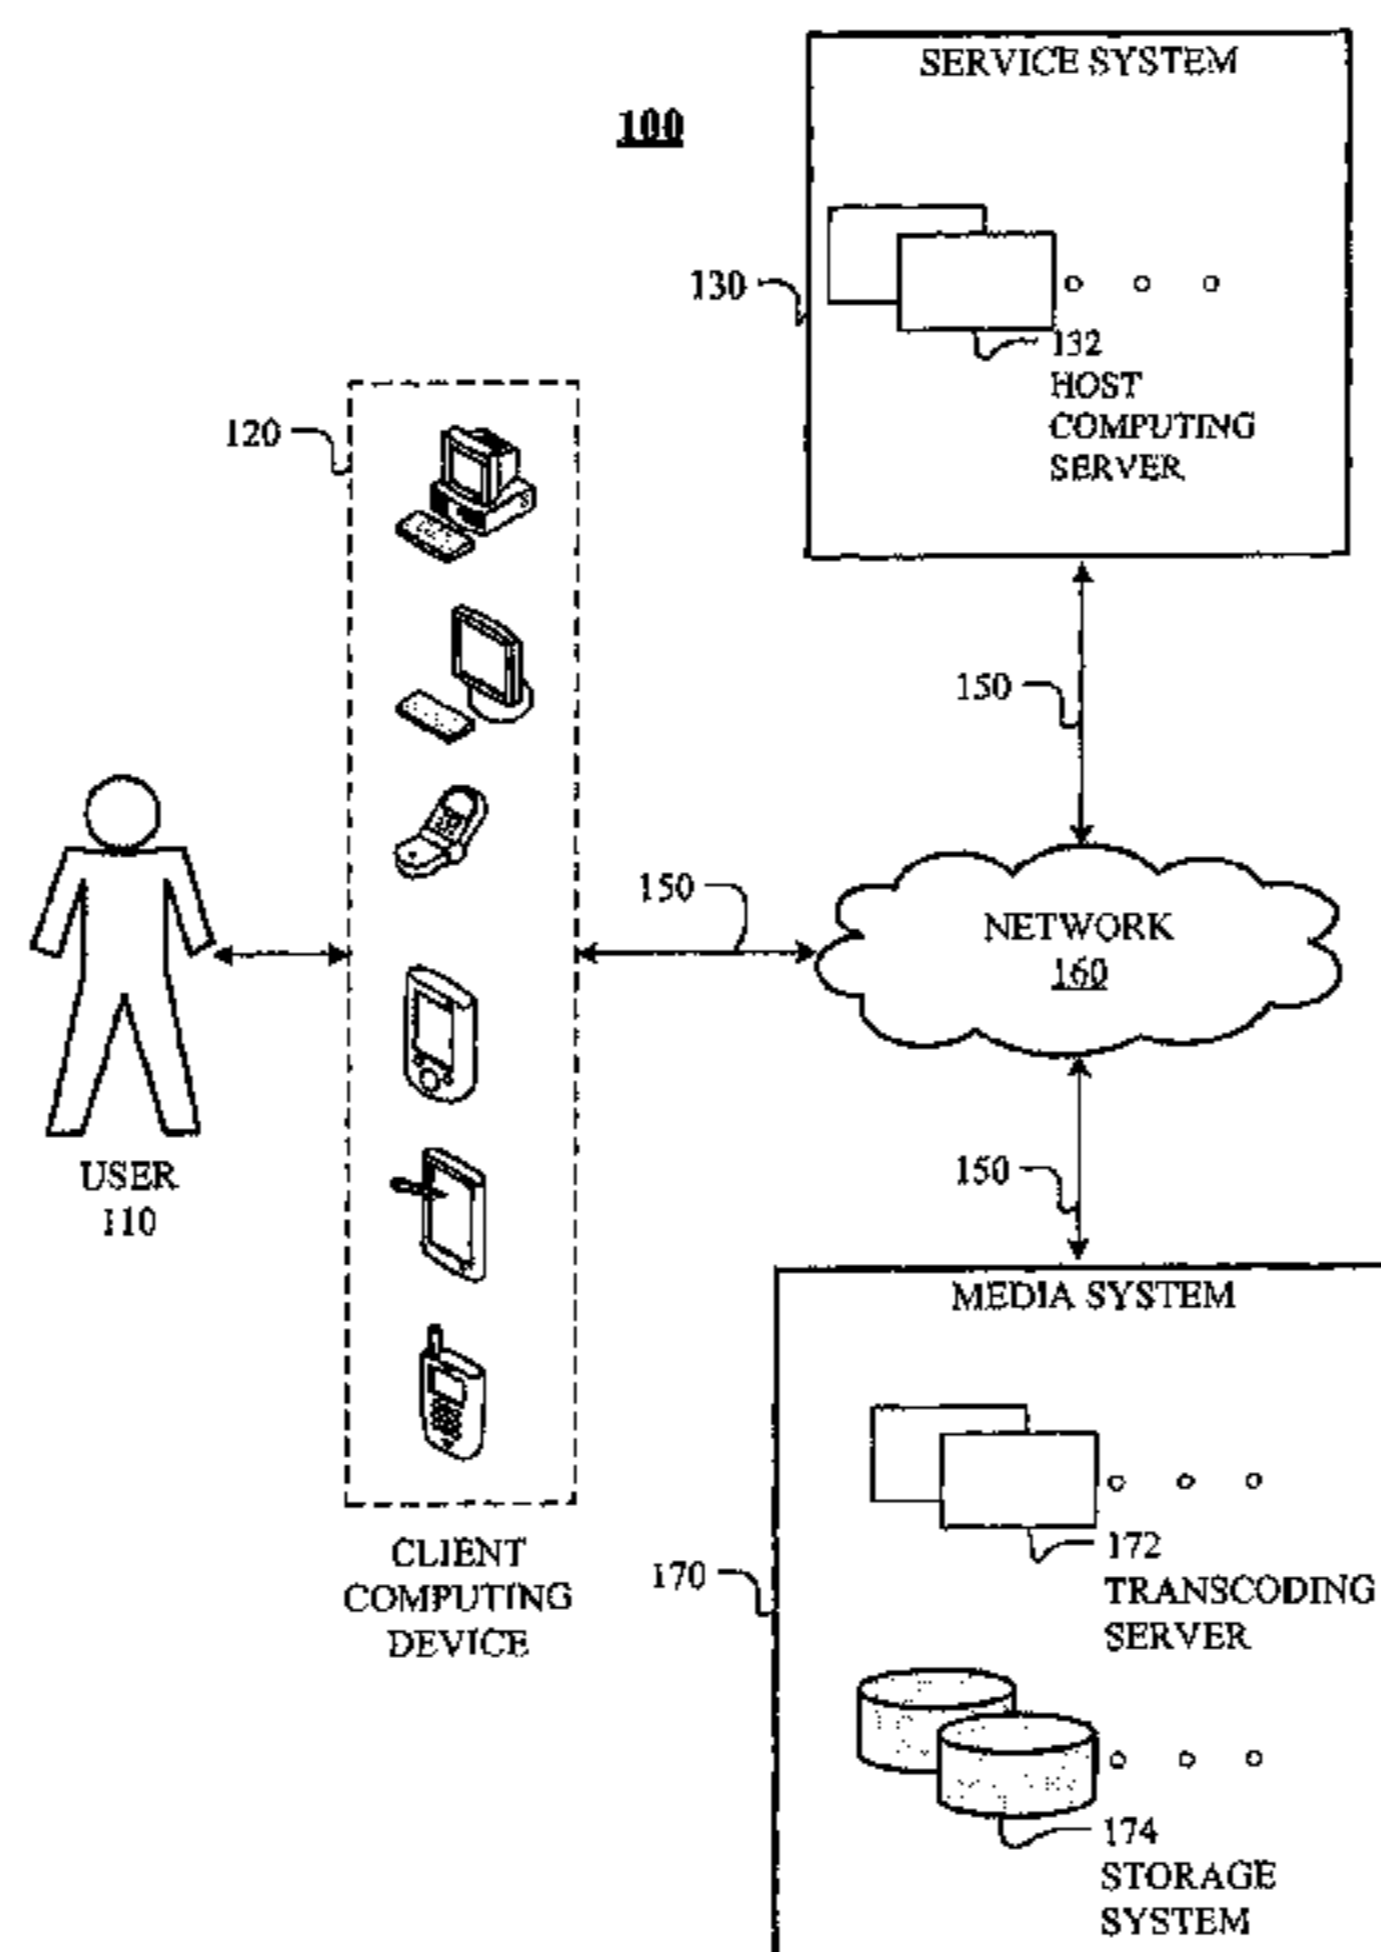 SERVICE SYSTEM
100
130
132
HOST
COMPUTING
SERVER
120
150
150
NETWORK
160
USER
110
150
MEDIA SYSTEM
CLIENT
COMPUTING
DEVICE
170
172
TRANSCODING
SERVER
174
STORAGE
SYSTEM